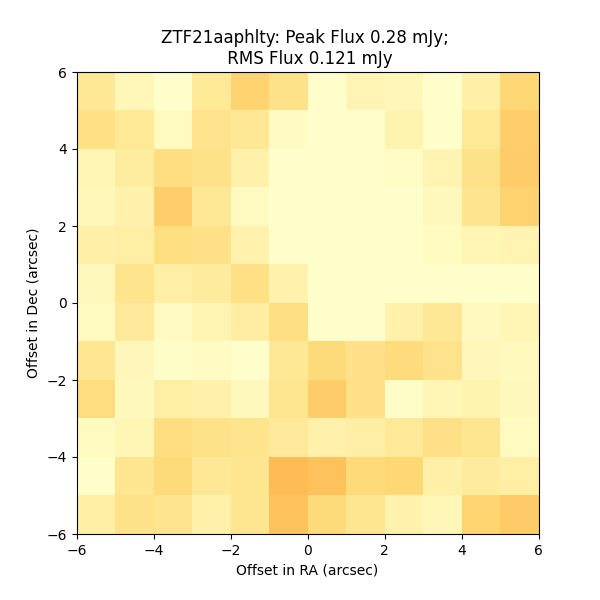 ZTF21aaphlty: Peak Flux 0.28 mJy;
RMS Flux 0.121 mJy
6
4
2
0
−2
−4
−6
Offset in Dec (arcsec)
−6 −4 −2 0 2 4 6
Offset in RA (arcsec)